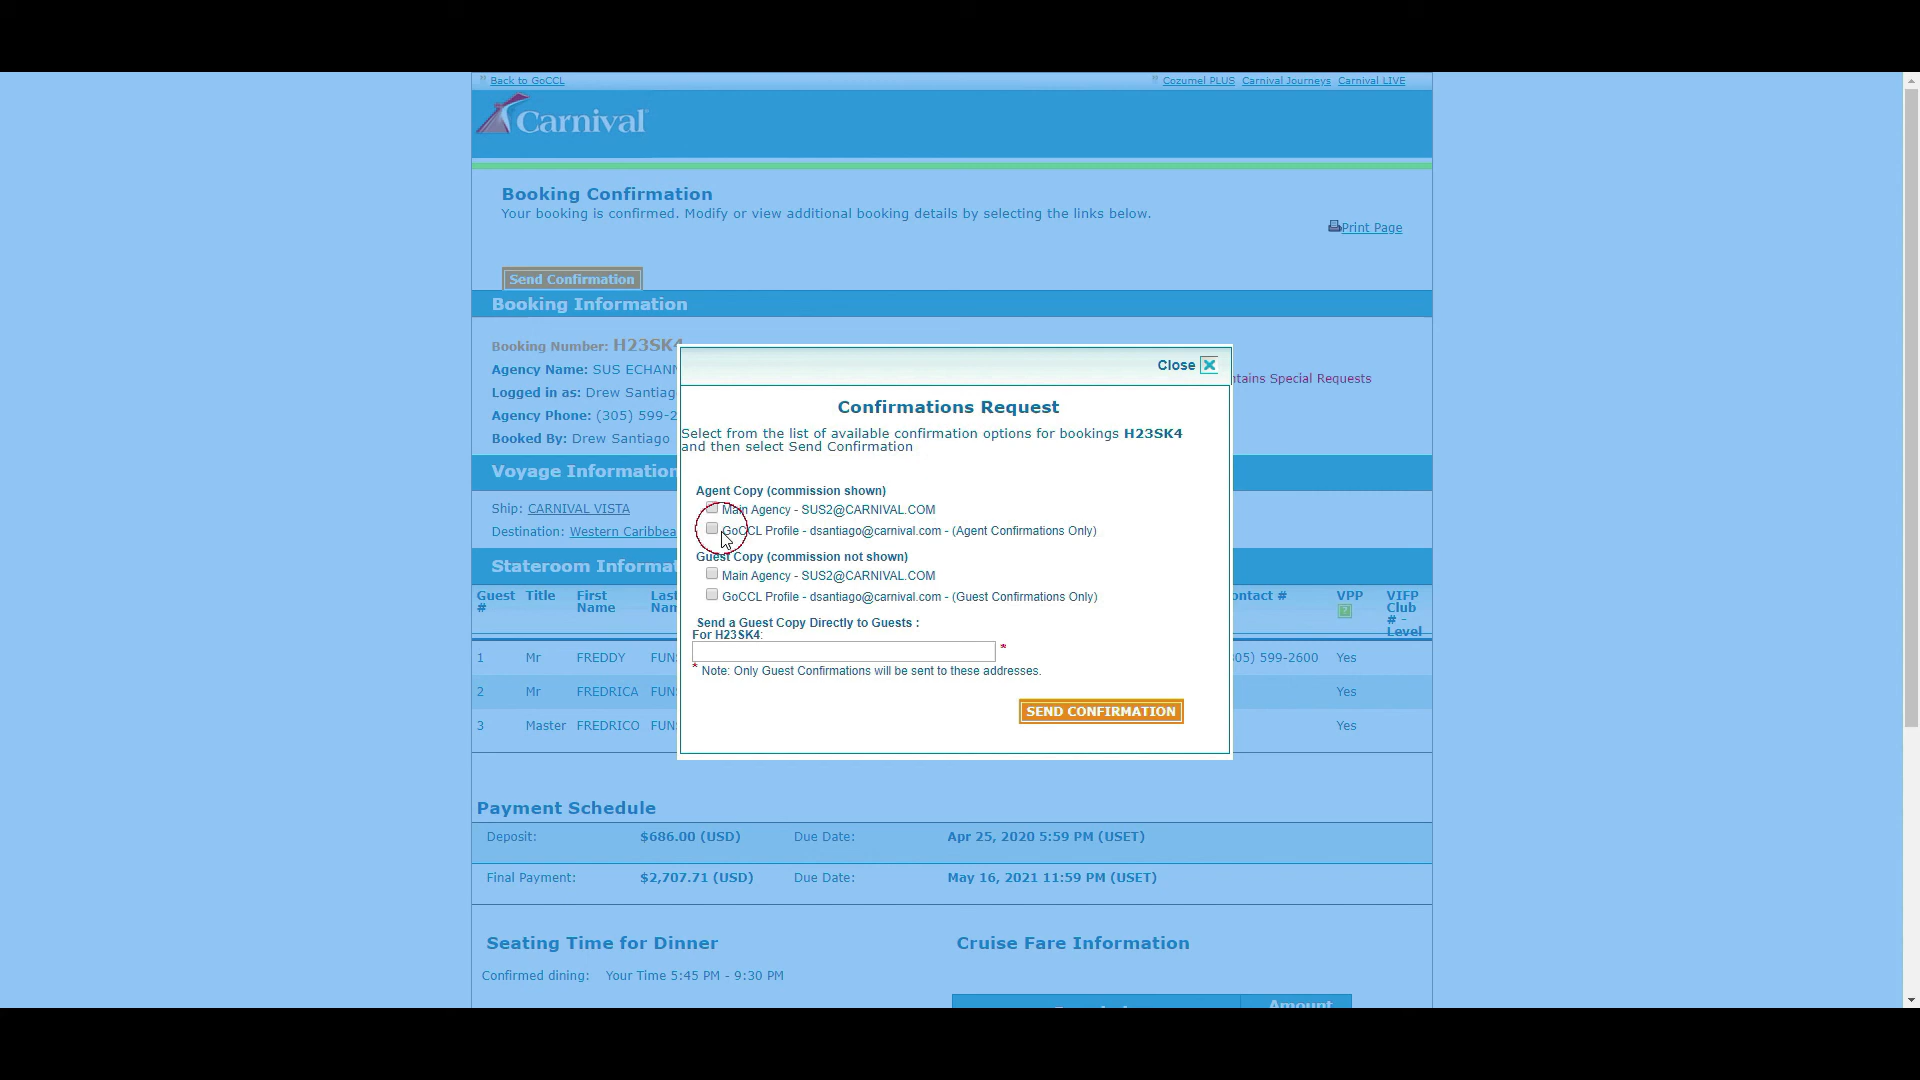 Back to GoCCL
Cozumel PLUS Carnival Journeys Carnival LIVE
Carnival
Booking Confirmation
Your booking is confirmed. Modify or view additional booking details by selecting the links below.
Print Page
Send Confirmation
Booking Information
Booking Number: H23SK4
Agency Name: SUS ECHANN
Logged in as: Drew Santiag
Agency Phone: (305) 599-2
Booked By: Drew Santiago
ntains Special Requests
Voyage Information
Ship: CARNIVAL VISTA
Destination: Western Caribbea
Stateroom Informat
Guest # Title First Name Las Nam ontact # VPP VIFP Club # - Level
?
1 Mr FREDDY FUN 05) 599-2600 Yes
2 Mr FREDRICA FUN Yes
3 Master FREDRICO FUN Yes
Close
Confirmations Request
Select from the list of available confirmation options for bookings H23SK4
and then select Send Confirmation
Agent Copy (commission shown)
Main Agency - SUS2@CARNIVAL.COM
GoCCL Profile - dsantiago@carnival.com - (Agent Confirmations Only)
Guest Copy (commission not shown)
Main Agency - SUS2@CARNIVAL.COM
GoCCL Profile - dsantiago@carnival.com - (Guest Confirmations Only)
Send a Guest Copy Directly to Guests :
For H23SK4:
*
* Note: Only Guest Confirmations will be sent to these addresses.
SEND CONFIRMATION
Payment Schedule
Deposit: $686.00 (USD) Due Date: Apr 25, 2020 5:59 PM (USET)
Final Payment: $2,707.71 (USD) Due Date: May 16, 2021 11:59 PM (USET)
Seating Time for Dinner
Cruise Fare Information
Confirmed dining: Your Time 5:45 PM - 9:30 PM
Amount